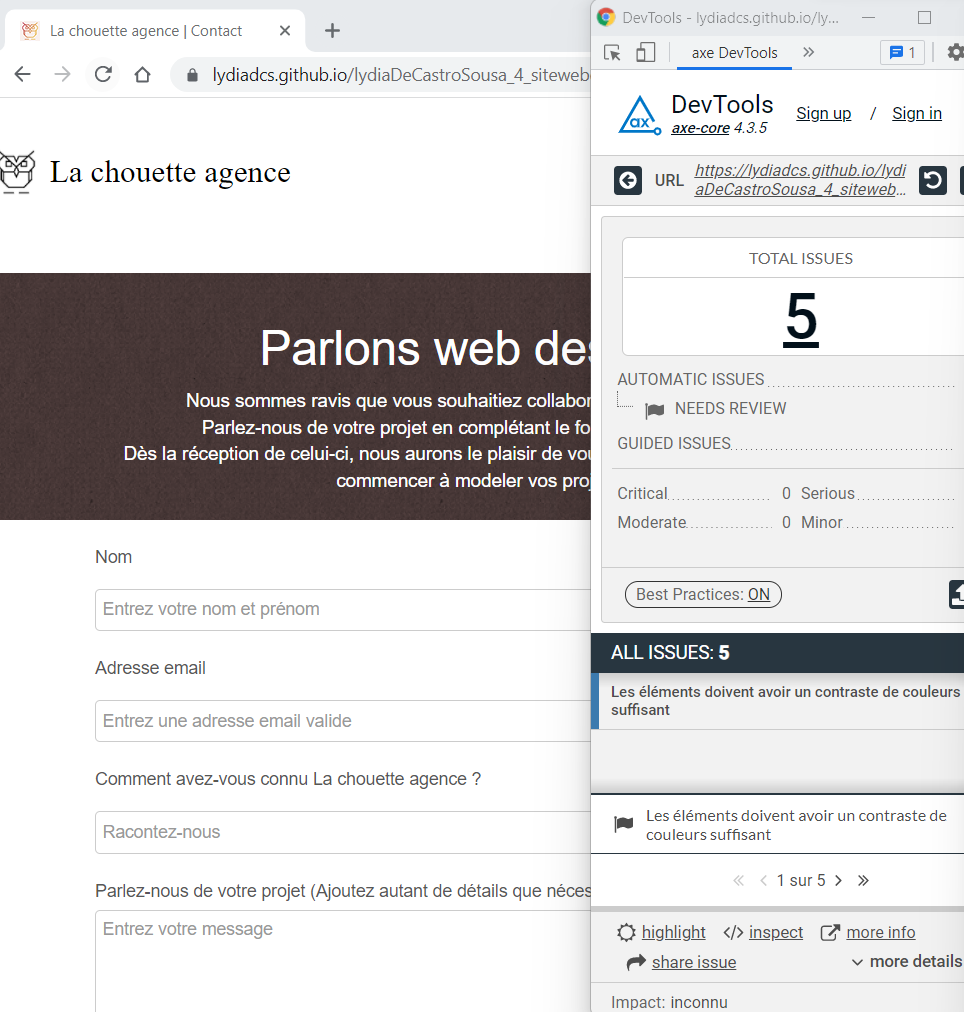 La chouette agence | Contact
lydiadcs.github.io/lydiaDeCastroSousa_4_siteweb
La chouette agence
Parlons web des
Nous sommes ravis que vous souhaitiez collabor
Parlez-nous de votre projet en complétant le fo
Dès la réception de celui-ci, nous aurons le plaisir de vou
commencer à modeler vos proj
Nom
Entrez votre nom et prénom
Adresse email
Entrez une adresse email valide
Comment avez-vous connu La chouette agence ?
Racontez-nous
Parlez-nous de votre projet (Ajoutez autant de détails que néces
Entrez votre message
DevTools - lydiadcs.github.io/ly...
axe DevTools
1
ax
DevTools
axe-core 4.3.5
Sign up / Sign in
URL
https://lydiadcs.github.io/lydi
aDeCastroSousa_4_siteweb...
TOTAL ISSUES
5
AUTOMATIC ISSUES
NEEDS REVIEW
GUIDED ISSUES
Critical 0 Serious
Moderate 0 Minor
Best Practices: ON
ALL ISSUES: 5
Les éléments doivent avoir un contraste de couleurs
suffisant
Les éléments doivent avoir un contraste de
couleurs suffisant
1 sur 5
highlight </> inspect more info
share issue more details
Impact: inconnu